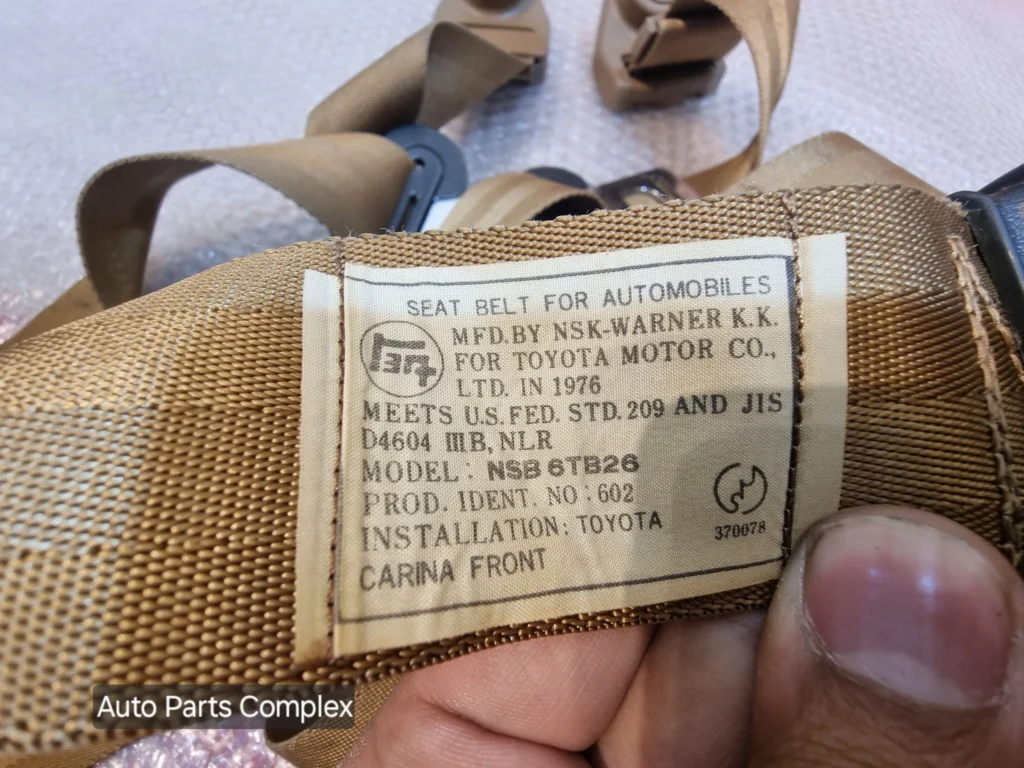 SEAT BELT FOR AUTOMOBILES
MFD. BY NSK-WARNER K.K.
FOR TOYOTA MOTOR CO.,
LTD. IN 1976
MEETS U.S. FED. STD. 209 AND JIS
D4604 ⅢB, NLR
MODEL: NSB 6TB26
PROD. IDENT. NO: 602
INSTALLATION: TOYOTA
370078
CARINA FRONT
Auto Parts Complex